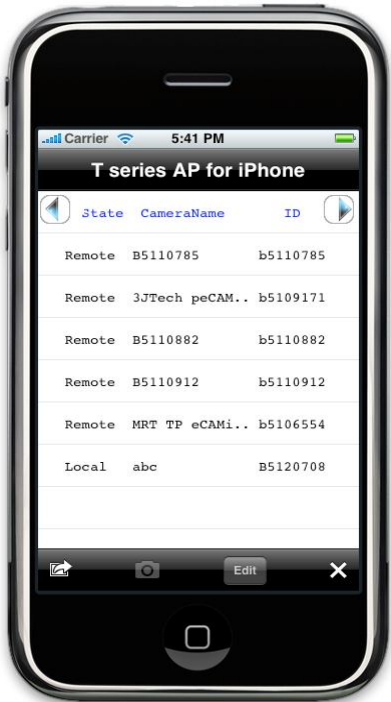 Carrier 5:41 PM
T series AP for iPhone
State CameraName ID
Remote B5110785 b5110785
Remote 3JTech peCAM.. b5109171
Remote B5110882 b5110882
Remote B5110912 b5110912
Remote MRT TP eCAMi.. b5106554
Local abc B5120708
Edit